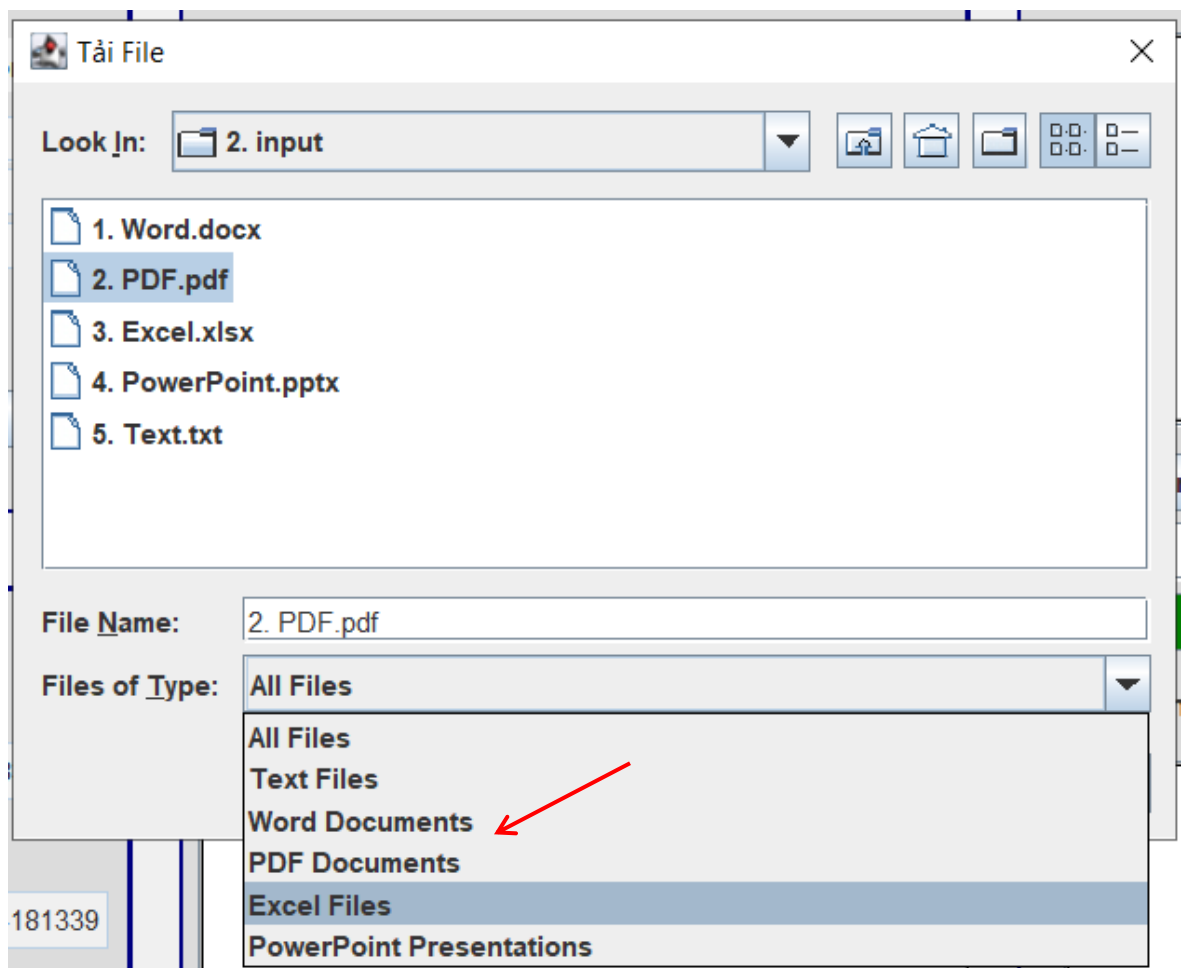 Tải File
Look In: 2. input
1. Word.docx
2. PDF.pdf
3. Excel.xlsx
4. PowerPoint.pptx
5. Text.txt
File Name: 2. PDF.pdf
Files of Type: All Files
All Files
Text Files
Word Documents
PDF Documents
Excel Files
PowerPoint Presentations
181339